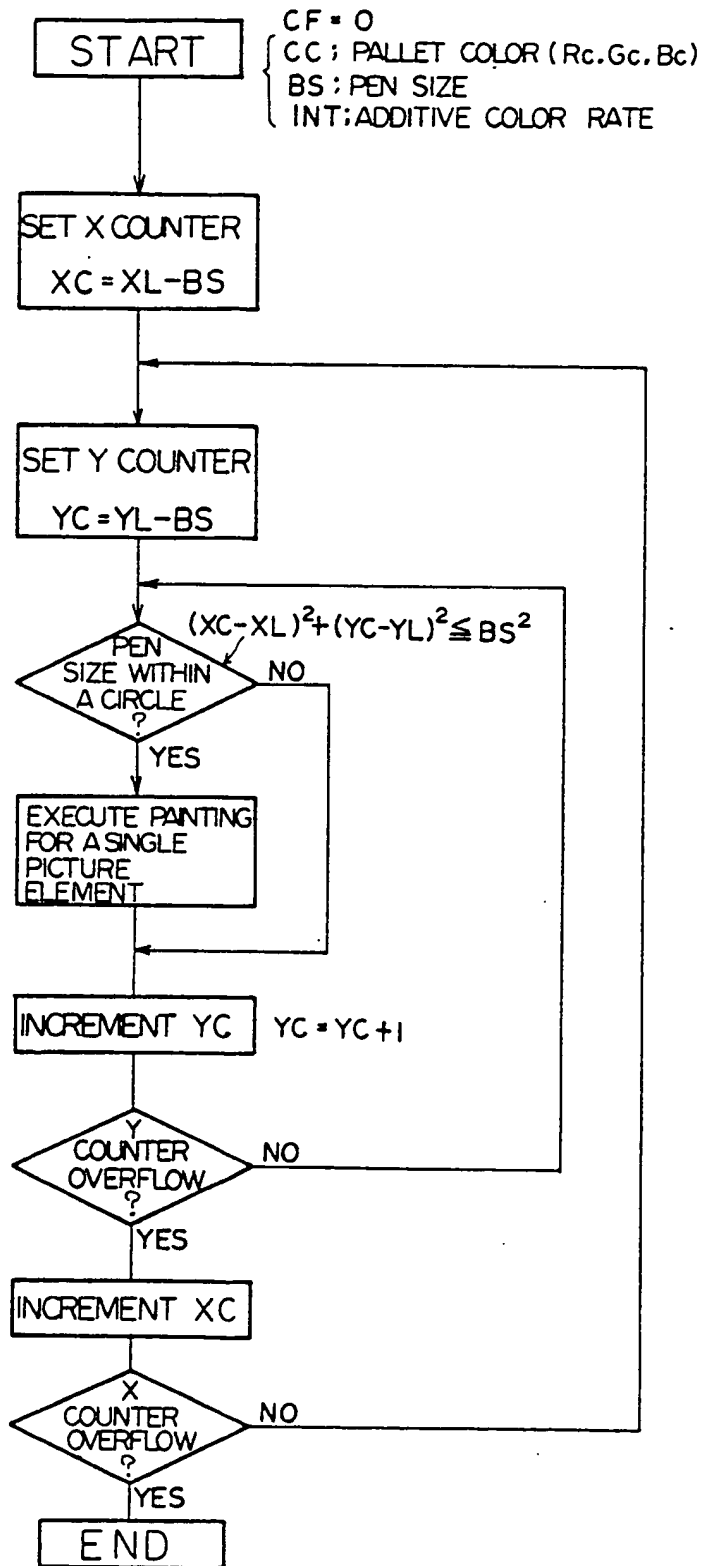 START
CF = 0
CC ; PALLET COLOR (Rc.Gc.Bc)
BS ; PEN SIZE
INT ; ADDITIVE COLOR RATE
SET X COUNTER
XC = XL-BS
SET Y COUNTER
YC = YL-BS
(XC-XL)²+(YC-YL)²≦BS²
PEN
SIZE WITHIN
A CIRCLE
?
NO
YES
EXECUTE PAINTING
FOR A SINGLE
PICTURE
ELEMENT
INCREMENT YC
YC = YC +1
Y
COUNTER
OVERFLOW
?
NO
YES
INCREMENT XC
X
COUNTER
OVERFLOW
?
NO
YES
END